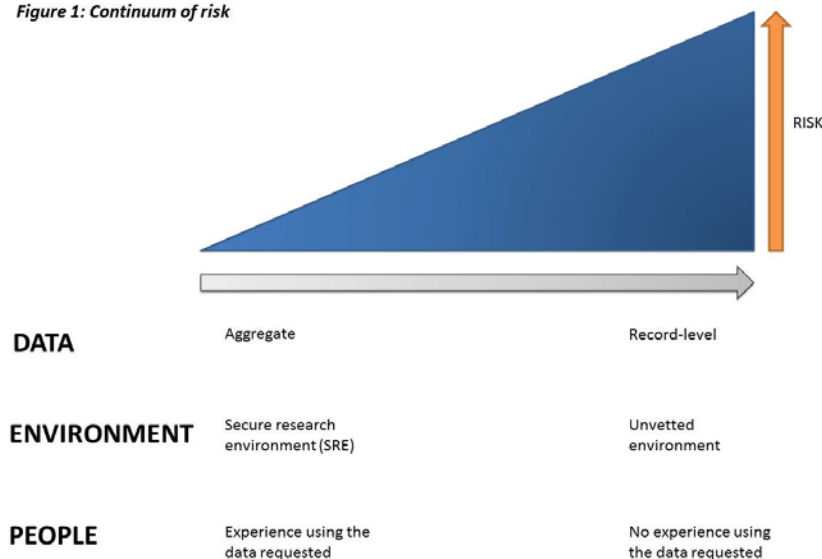 Figure 1: Continuum of risk
RISK
DATA
Aggregate
Record-level
ENVIRONMENT
Secure research
environment (SRE)
Unvetted
environment
PEOPLE
Experience using the
data requested
No experience using
the data requested